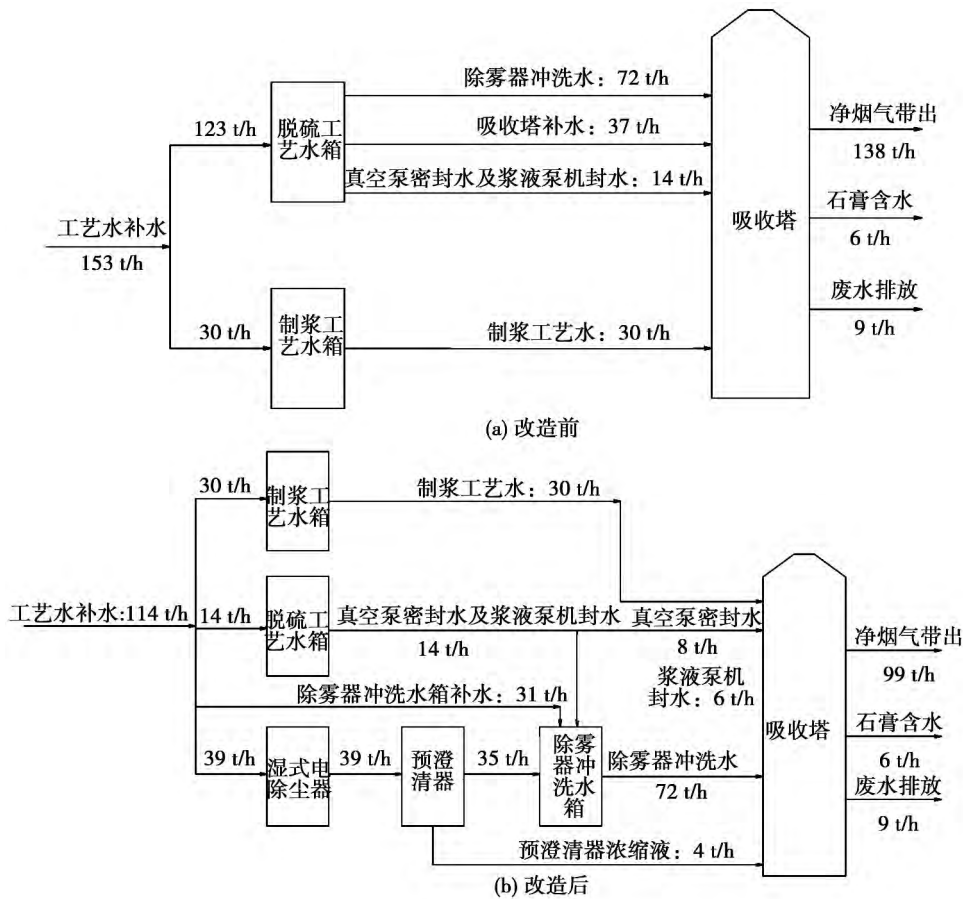 除雾器冲洗水：72 t/h
123 t/h
脱硫工
艺水箱
吸收塔补水：37 t/h
真空泵密封水及浆液泵机封水：14 t/h
工艺水补水
153 t/h
吸收塔
净烟气带出
138 t/h
石膏含水
6 t/h
废水排放
9 t/h
30 t/h
制浆工
艺水箱
制浆工艺水：30 t/h
(a) 改造前
30 t/h
制浆工
艺水箱
制浆工艺水：30 t/h
工艺水补水:114 t/h
14 t/h
脱硫工
艺水箱
真空泵密封水及浆液泵机封水
14 t/h
真空泵密封水
8 t/h
浆液泵机
封水：6 t/h
除雾器冲洗水箱补水：31 t/h
39 t/h
湿式电
除尘器
39 t/h
预澄
清器
35 t/h
除雾
器冲
洗水
箱
除雾器冲洗水
72 t/h
预澄清器浓缩液：4 t/h
吸收塔
净烟气带出
99 t/h
石膏含水
6 t/h
废水排放
9 t/h
(b) 改造后